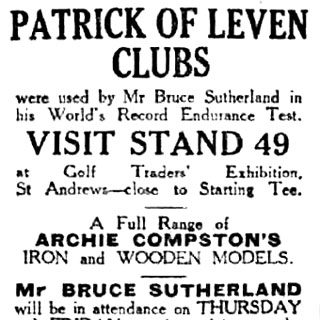 PATRICK OF LEVEN
CLUBS
were used by Mr Bruce Sutherland in
his World's Record Endurance Test.
VISIT STAND 49
at Golf Traders' Exhibition,
St Andrews—close to Starting Tee.
A Full Range of
ARCHIE COMPSTON'S
IRON and WOODEN MODELS.
Mr BRUCE SUTHERLAND
will be in attendance on THURSDAY